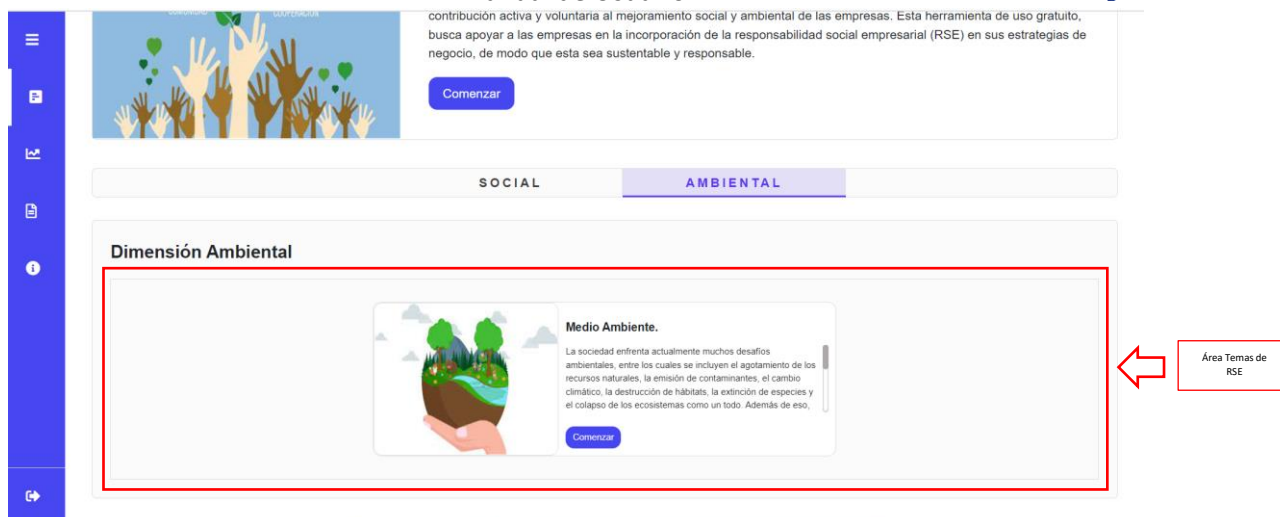 contribución activa y voluntaria al mejoramiento social y ambiental de las empresas. Esta herramienta de uso gratuito,
busca apoyar a las empresas en la incorporación de la responsabilidad social empresarial (RSE) en sus estrategias de
negocio, de modo que esta sea sustentable y responsable.
Comenzar
SOCIAL
AMBIENTAL
Dimensión Ambiental
Medio Ambiente.
La sociedad enfrenta actualmente muchos desafíos
ambientales, entre los cuales se incluyen el agotamiento de los
recursos naturales, la emisión de contaminantes, el cambio
climático, la destrucción de hábitats, la extinción de especies y
el colapso de los ecosistemas como un todo. Además de eso,
Comenzar
Área Temas de
RSE